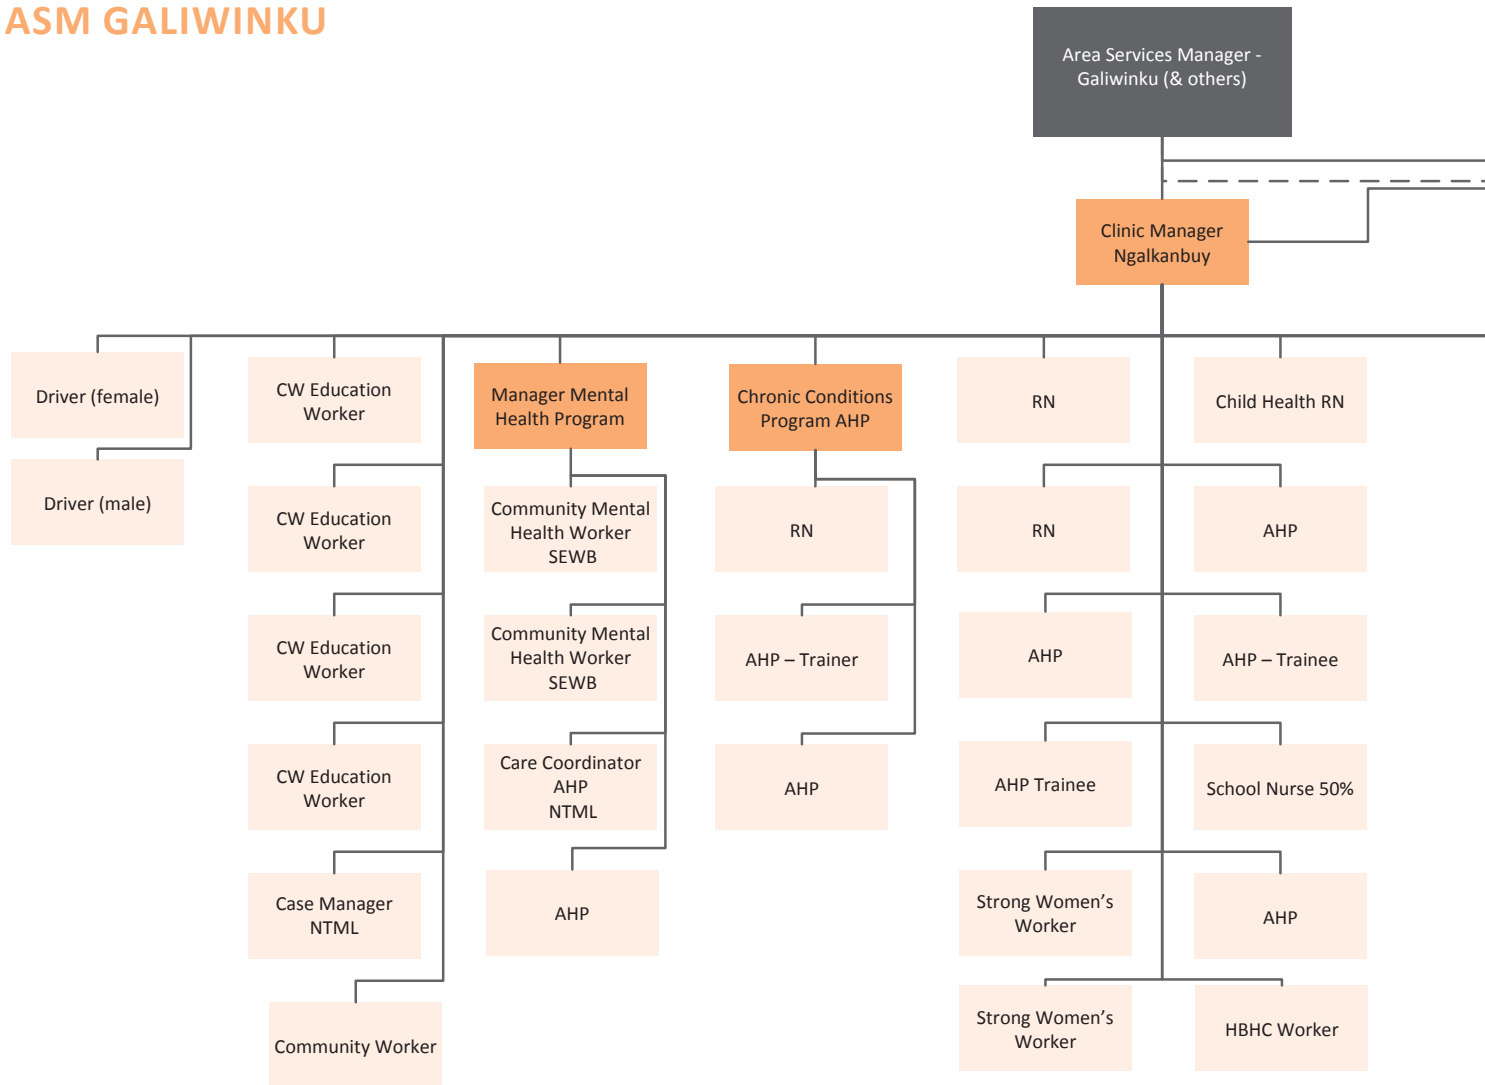 ASM GALIWINKU
Area Services Manager -
Galiwinku (& others)
Clinic Manager
Ngalkanbuy
Driver (female)
Driver (male)
CW Education
Worker
CW Education
Worker
CW Education
Worker
CW Education
Worker
Case Manager
NTML
Community Worker
Manager Mental
Health Program
Community Mental
Health Worker
SEWB
Community Mental
Health Worker
SEWB
Care Coordinator
AHP
NTML
AHP
Chronic Conditions
Program AHP
RN
AHP – Trainer
AHP
RN
RN
AHP
AHP Trainee
Strong Women’s
Worker
Strong Women’s
Worker
Child Health RN
AHP
AHP – Trainee
School Nurse 50%
AHP
HBHC Worker